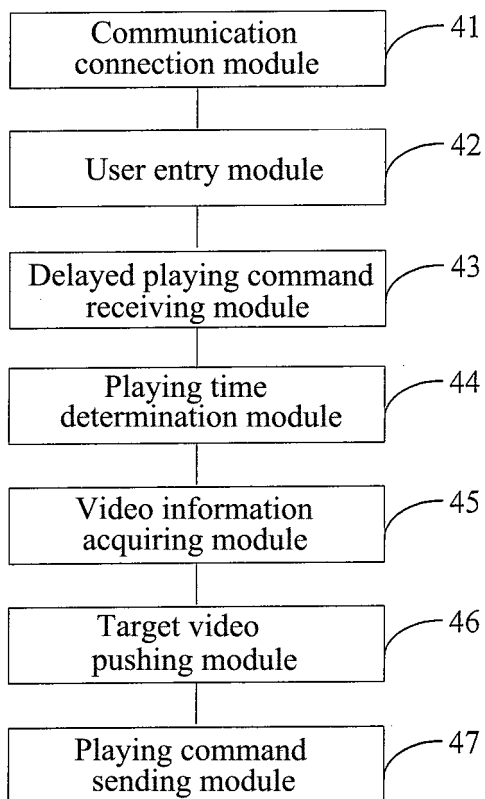 Communication
connection module
41
User entry module
42
Delayed playing command
receiving module
43
Playing time
determination module
44
Video information
acquiring module
45
Target video
pushing module
46
Playing command
sending module
47